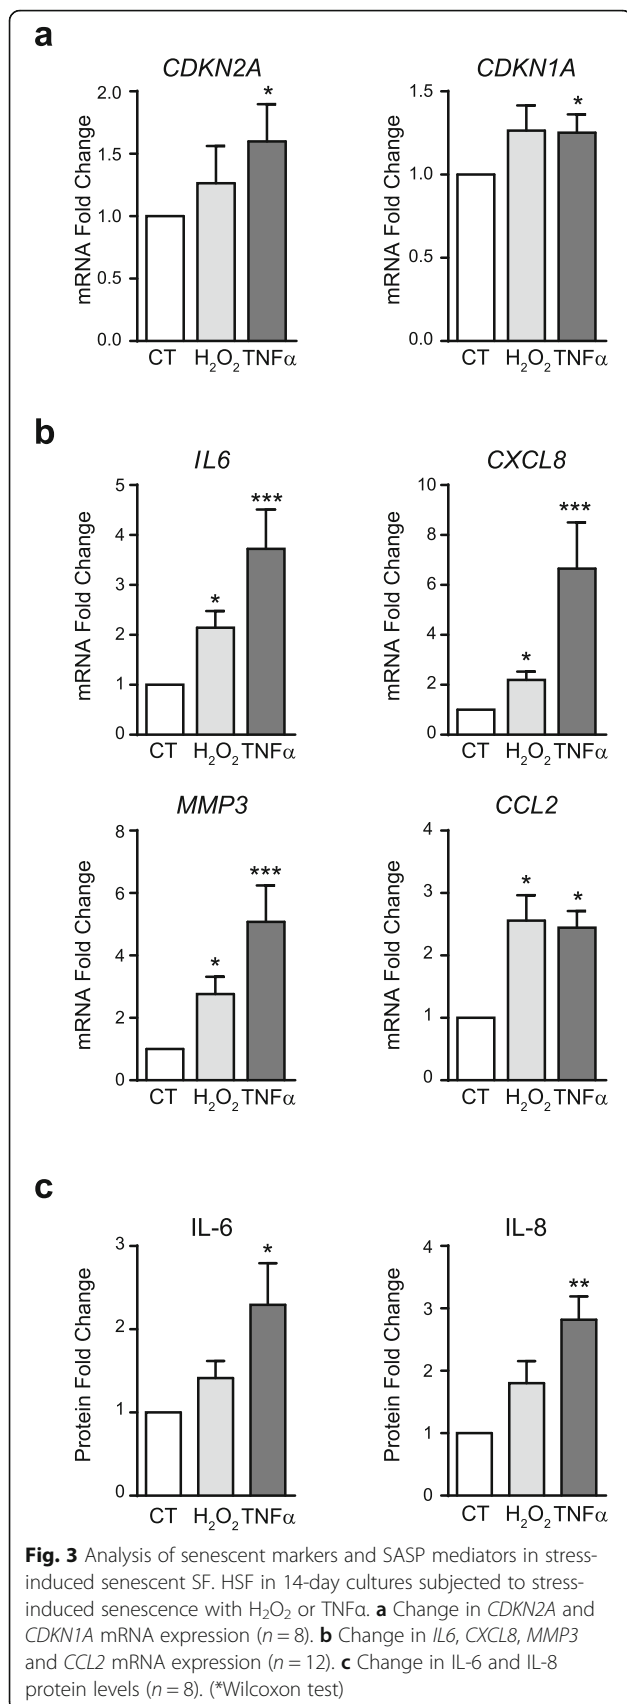 a
CDKN2A
mRNA Fold Change
2.0
1.5
1.0
0.5
0.0
*
CT H₂O₂ TNFα
CDKN1A
mRNA Fold Change
1.5
1.0
0.5
0.0
*
CT H₂O₂ TNFα
b
IL6
mRNA Fold Change
5
4
3
2
1
0
*
***
CT H₂O₂ TNFα
CXCL8
mRNA Fold Change
10
8
6
4
2
0
*
***
CT H₂O₂ TNFα
MMP3
mRNA Fold Change
8
6
4
2
0
*
***
CT H₂O₂ TNFα
CCL2
mRNA Fold Change
4
3
2
1
0
*
*
CT H₂O₂ TNFα
c
IL-6
Protein Fold Change
3
2
1
0
*
CT H₂O₂ TNFα
IL-8
Protein Fold Change
4
3
2
1
0
**
CT H₂O₂ TNFα
Fig. 3 Analysis of senescent markers and SASP mediators in stress-
induced senescent SF. HSF in 14-day cultures subjected to stress-
induced senescence with H₂O₂ or TNFα. a Change in CDKN2A and
CDKN1A mRNA expression (n = 8). b Change in IL6, CXCL8, MMP3
and CCL2 mRNA expression (n = 12). c Change in IL-6 and IL-8
protein levels (n = 8). (*Wilcoxon test)